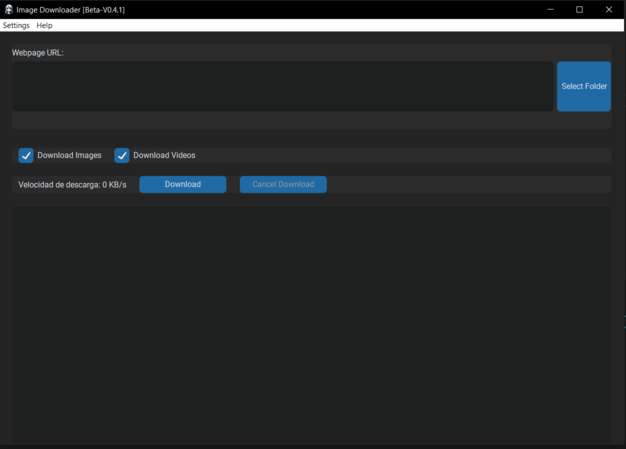 Image Downloader [Beta-V0.4.1]
Settings Help
Webpage URL:
Select Folder
Download Images Download Videos
Velocidad de descarga: 0 KB/s Download Cancel Download